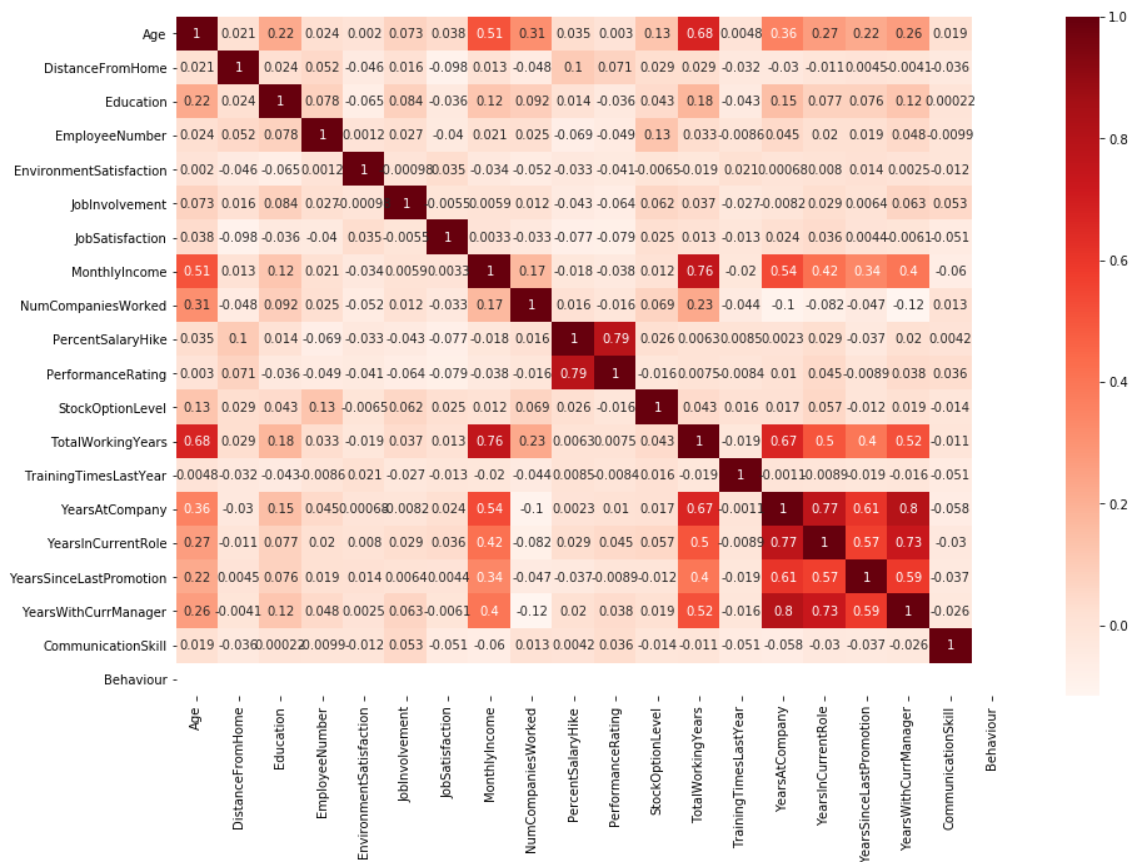 Age 1 0.021 0.22 0.024 0.002 0.073 0.038 0.51 0.31 0.035 0.003 0.13 0.68 0.0048 0.36 0.27 0.22 0.26 0.019
DistanceFromHome 0.021 1 0.024 0.052 -0.046 0.016 -0.098 0.013 -0.048 0.1 0.071 0.029 0.029 -0.032 -0.03 -0.011 0.0045 -0.0041 -0.036
Education 0.22 0.024 1 0.078 -0.065 0.084 -0.036 0.12 0.092 0.014 -0.036 0.043 0.18 -0.043 0.15 0.077 0.076 0.12 0.00022
EmployeeNumber 0.024 0.052 0.078 1 0.0012 0.027 -0.04 0.021 0.025 -0.069 -0.049 0.13 0.033 -0.0086 0.045 0.02 0.019 0.048 -0.0099
EnvironmentSatisfaction 0.002 -0.046 -0.065 0.0012 1 0.00098 0.035 -0.034 -0.052 -0.033 -0.041 -0.0065 -0.019 0.021 0.00068 0.008 0.014 0.0025 -0.012
JobInvolvement 0.073 0.016 0.084 0.027 1 -0.0055 0.0059 0.012 -0.043 -0.064 0.062 0.037 -0.027 -0.0082 0.029 0.0064 0.063 0.053
JobSatisfaction 0.038 -0.098 -0.036 -0.04 0.035 -0.0055 1 0.0033 -0.033 -0.077 -0.079 0.025 0.013 -0.013 0.024 0.036 0.0044 -0.0061 -0.051
MonthlyIncome 0.51 0.013 0.12 0.021 -0.034 0.0059 0.0033 1 0.17 -0.018 -0.038 0.012 0.76 -0.02 0.54 0.42 0.34 0.4 -0.06
NumCompaniesWorked 0.31 -0.048 0.092 0.025 -0.052 0.012 -0.033 0.17 1 0.016 -0.016 0.069 0.23 -0.044 -0.1 -0.082 -0.047 -0.12 0.013
PercentSalaryHike 0.035 0.1 0.014 -0.069 -0.033 -0.043 -0.077 -0.018 0.016 1 0.79 0.026 0.0063 0.0085 0.0023 0.029 -0.037 0.02 0.0042
PerformanceRating 0.003 0.071 -0.036 -0.049 -0.041 -0.064 -0.079 -0.038 -0.016 0.79 1 -0.016 0.0075 -0.0084 0.01 0.045 -0.0089 0.038 0.036
StockOptionLevel 0.13 0.029 0.043 0.13 -0.0065 0.062 0.025 0.012 0.069 0.026 -0.016 1 0.043 0.016 0.017 0.057 -0.012 0.019 -0.014
TotalWorkingYears 0.68 0.029 0.18 0.033 -0.019 0.037 0.013 0.76 0.23 0.0063 0.0075 0.043 1 -0.019 0.67 0.5 0.4 0.52 -0.011
TrainingTimesLastYear 0.0048 -0.032 -0.043 -0.0086 0.021 -0.027 -0.013 -0.02 -0.044 0.0085 -0.0084 0.016 -0.019 1 -0.0011 -0.0089 -0.019 -0.016 -0.051
YearsAtCompany 0.36 -0.03 0.15 0.045 0.00068 -0.0082 0.024 0.54 -0.1 0.0023 0.01 0.017 0.67 -0.0011 1 0.77 0.61 0.8 -0.058
YearsInCurrentRole 0.27 -0.011 0.077 0.02 0.008 0.029 0.036 0.42 -0.082 0.029 0.045 0.057 0.5 -0.0089 0.77 1 0.57 0.73 -0.03
YearsSinceLastPromotion 0.22 0.0045 0.076 0.019 0.014 0.0064 0.0044 0.34 -0.047 -0.037 -0.0089 -0.012 0.4 -0.019 0.61 0.57 1 0.59 -0.037
YearsWithCurrManager 0.26 -0.0041 0.12 0.048 0.0025 0.063 -0.0061 0.4 -0.12 0.02 0.038 0.019 0.52 -0.016 0.8 0.73 0.59 1 -0.026
CommunicationSkill 0.019 -0.036 0.00022 -0.0099 -0.012 0.053 -0.051 -0.06 0.013 0.0042 0.036 -0.014 -0.011 -0.051 -0.058 -0.03 -0.037 -0.026 1
Behaviour
Age
DistanceFromHome
Education
EmployeeNumber
EnvironmentSatisfaction
JobInvolvement
JobSatisfaction
MonthlyIncome
NumCompaniesWorked
PercentSalaryHike
PerformanceRating
StockOptionLevel
TotalWorkingYears
TrainingTimesLastYear
YearsAtCompany
YearsInCurrentRole
YearsSinceLastPromotion
YearsWithCurrManager
CommunicationSkill
Behaviour
1.0
0.8
0.6
0.4
0.2
0.0